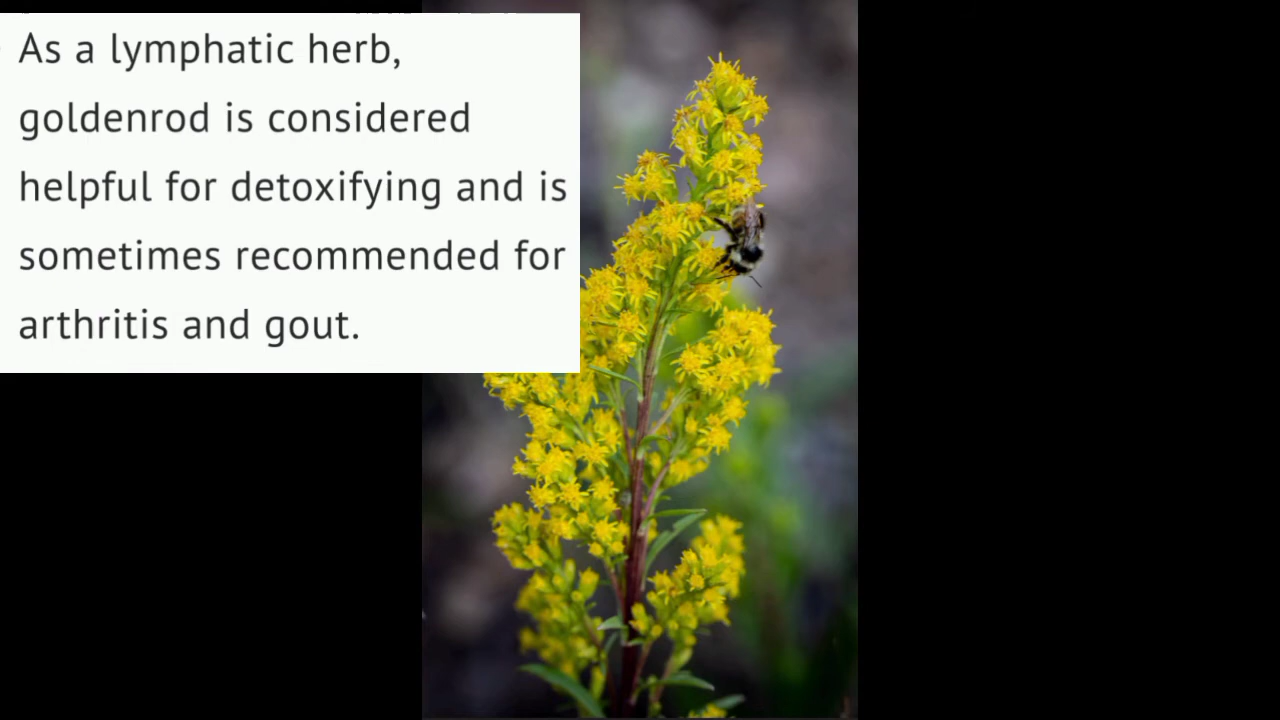 As a lymphatic herb,
goldenrod is considered
helpful for detoxifying and is
sometimes recommended for
arthritis and gout.